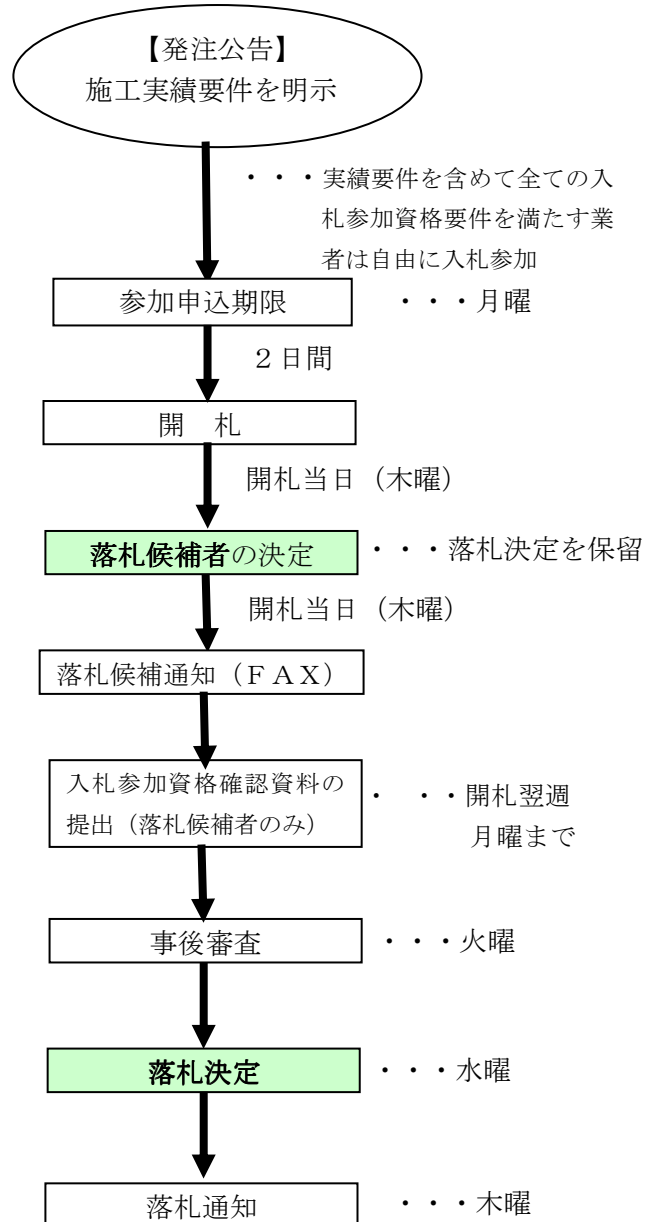 【発注公告】
施工実績要件を明示
・・・実績要件を含めて全ての入
札参加資格要件を満たす業
者は自由に入札参加
参加申込期限 ・・・月曜
２日間
開　札
開札当日（木曜）
落札候補者の決定 ・・・落札決定を保留
開札当日（木曜）
落札候補通知（ＦＡＸ）
入札参加資格確認資料の
提出（落札候補者のみ）
・　・・開札翌週
月曜まで
事後審査 ・・・火曜
落札決定 ・・・水曜
落札通知 ・・・木曜